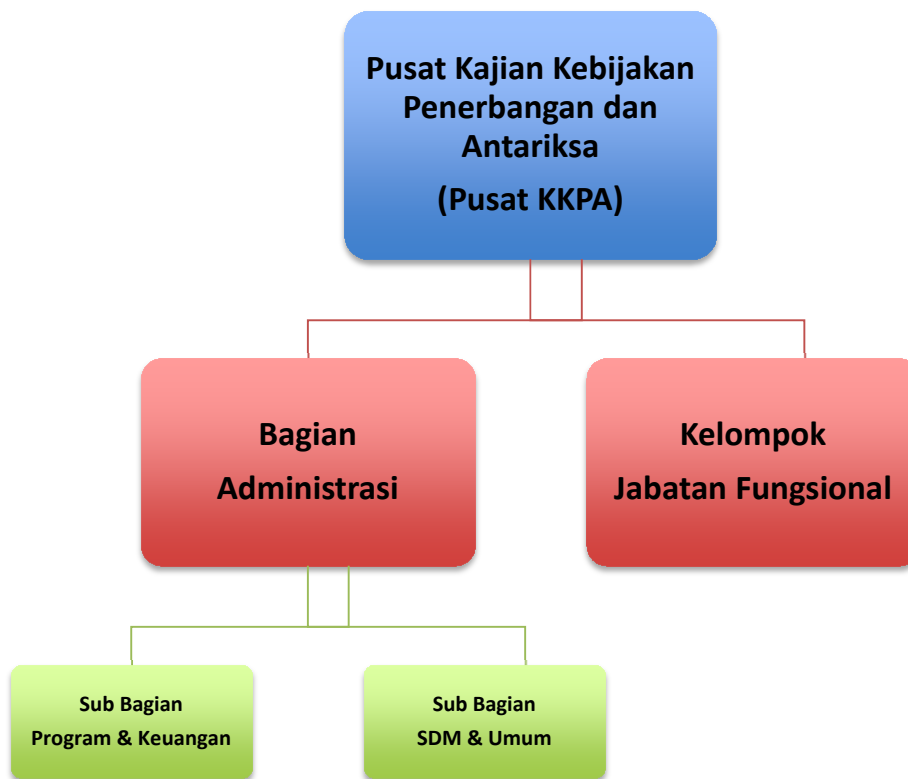 Pusat Kajian Kebijakan
Penerbangan dan
Antariksa
(Pusat KKPA)
Bagian
Administrasi
Kelompok
Jabatan Fungsional
Sub Bagian
Program & Keuangan
Sub Bagian
SDM & Umum